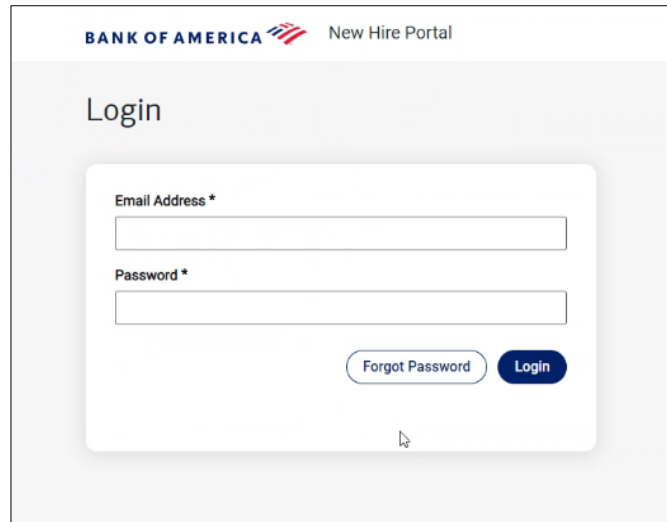 BANK OF AMERICA New Hire Portal
Login
Email Address *
Password *
Forgot Password Login